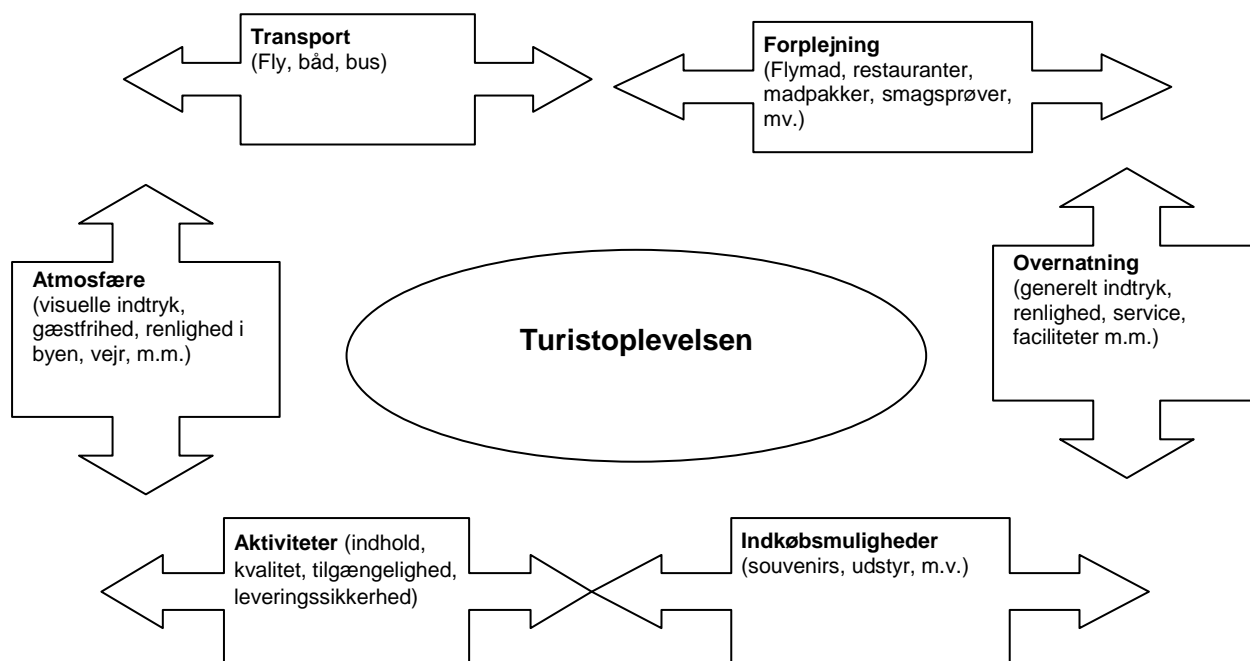 Transport
(Fly, båd, bus)
Forplejning
(Flymad, restauranter,
madpakker, smagsprøver,
mv.)
Atmosfære
(visuelle indtryk,
gæstfrihed, renlighed i
byen, vejr, m.m.)
Turistoplevelsen
Overnatning
(generelt indtryk,
renlighed, service,
faciliteter m.m.)
Aktiviteter (indhold,
kvalitet, tilgængelighed,
leveringssikkerhed)
Indkøbsmuligheder
(souvenirs, udstyr, m.v.)